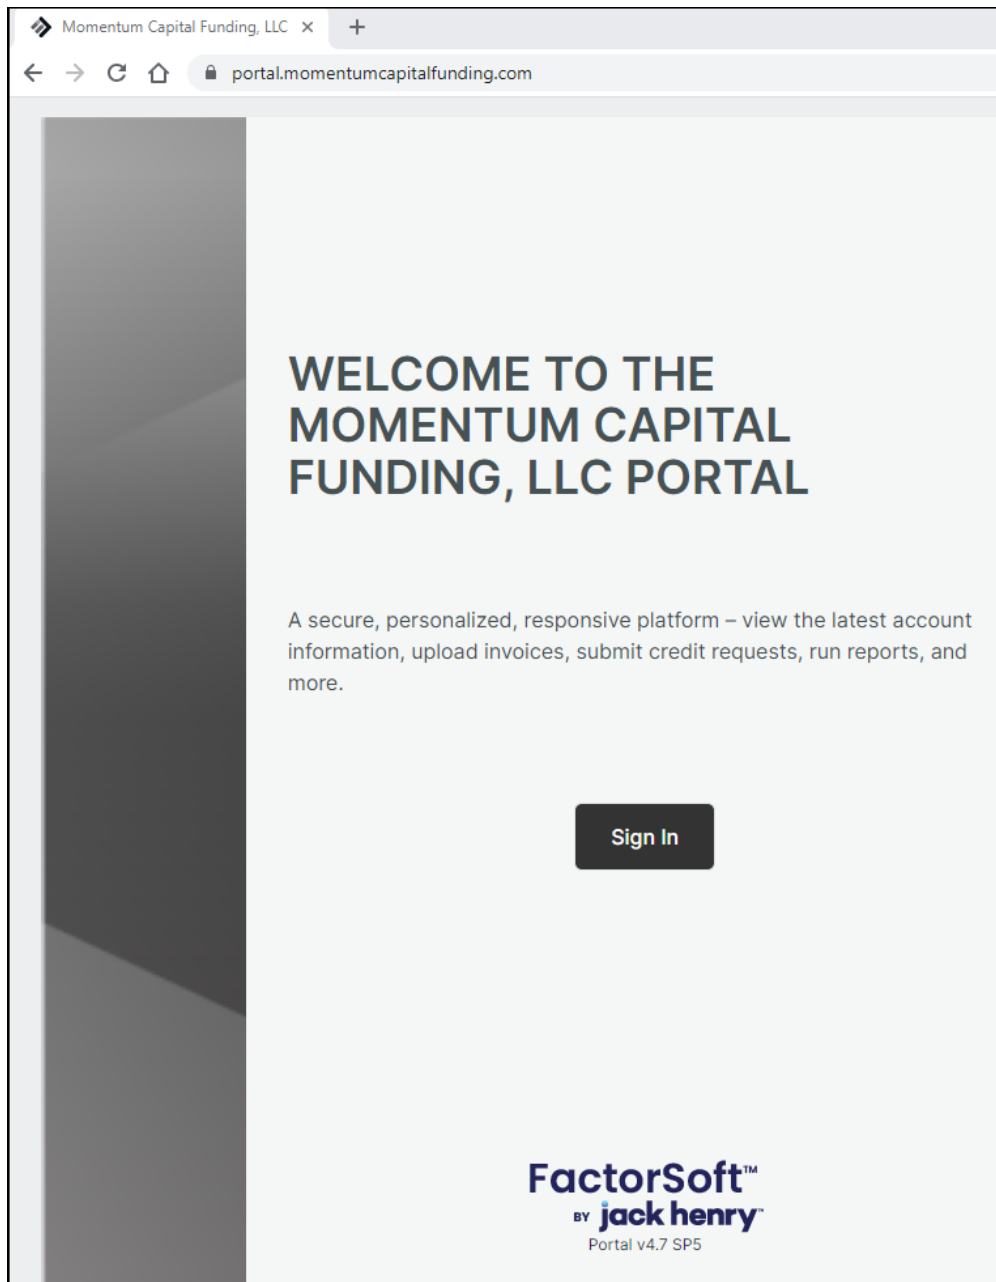 Momentum Capital Funding, LLC
portal.momentumcapitalfunding.com
WELCOME TO THE
MOMENTUM CAPITAL
FUNDING, LLC PORTAL
A secure, personalized, responsive platform – view the latest account
information, upload invoices, submit credit requests, run reports, and
more.
Sign In
FactorSoft™
BY jack henry™
Portal v4.7 SP5